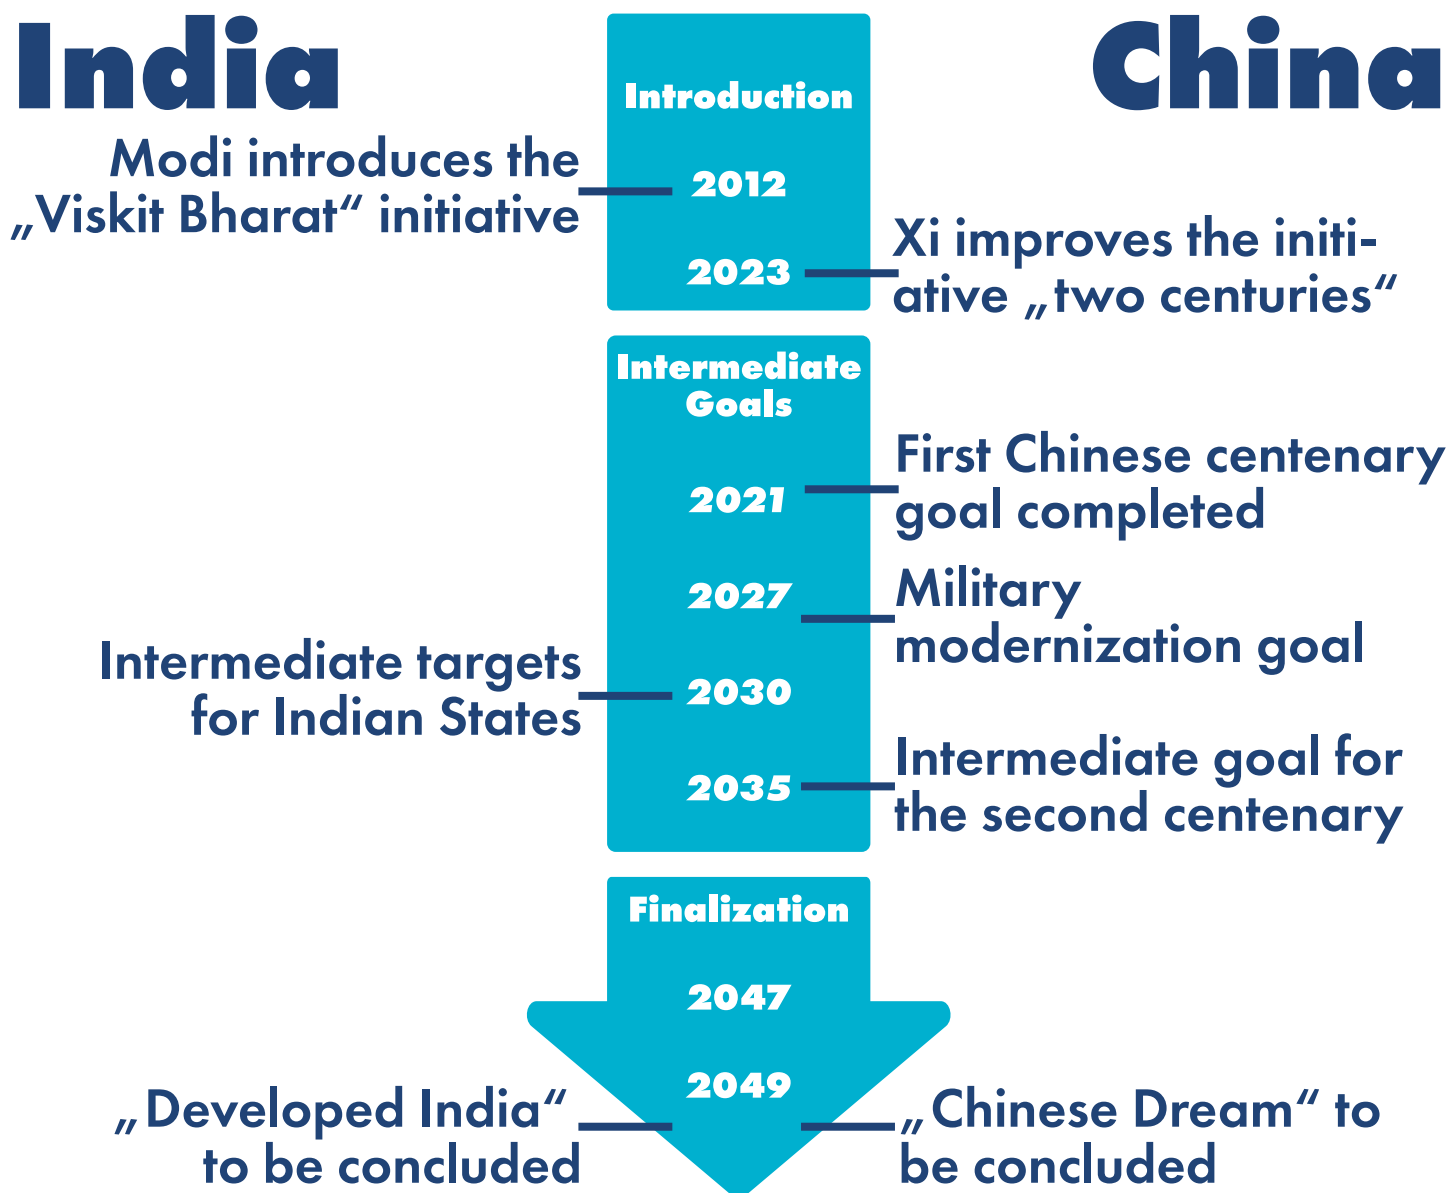 India
China
Introduction
Modi introduces the
„Viskit Bharat“ initiative
2012
2023
Xi improves the initi-
ative „two centuries“
Intermediate
Goals
2021
First Chinese centenary
goal completed
2027
Military
modernization goal
Intermediate targets
for Indian States
2030
2035
Intermediate goal for
the second centenary
Finalization
2047
2049
„Developed India“
to be concluded
„Chinese Dream“ to
be concluded